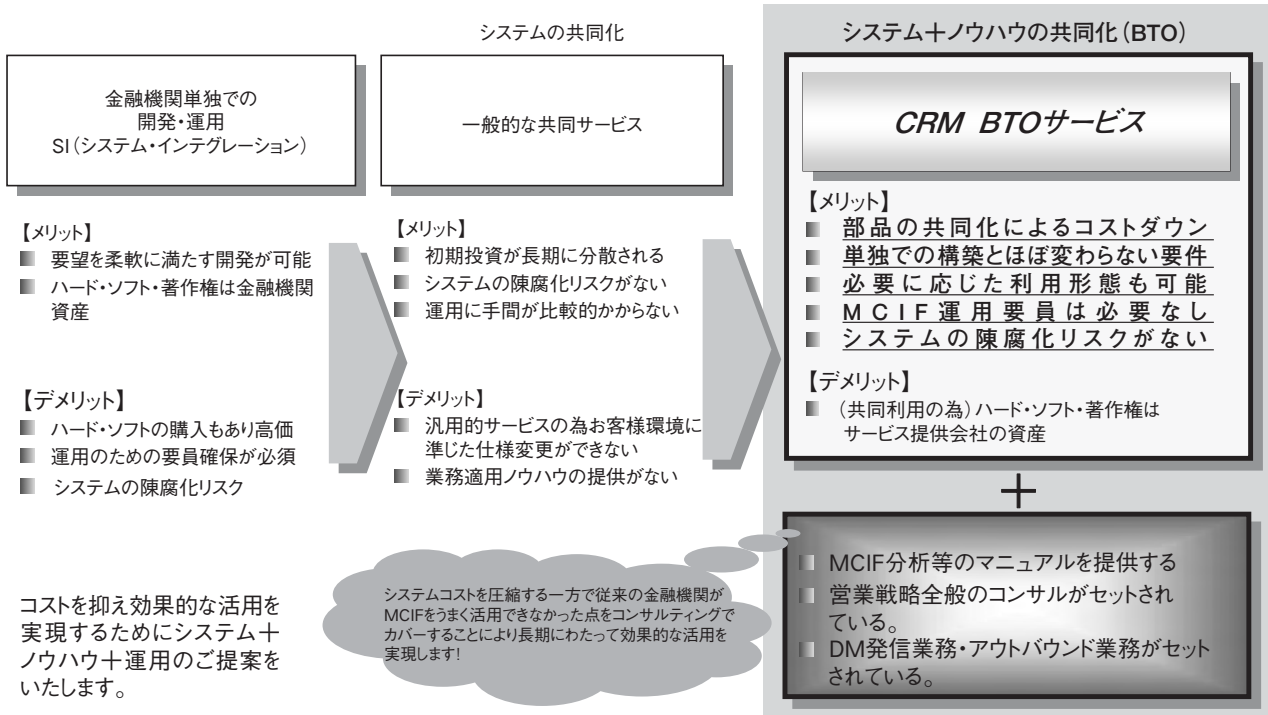 金融機関単独での
開発・運用
SI(システム・インテグレーション)
【メリット】
要望を柔軟に満たす開発が可能
ハード・ソフト・著作権は金融機関
資産
【デメリット】
ハード・ソフトの購入もあり高価
運用のための要員確保が必須
システムの陳腐化リスク
システムの共同化
一般的な共同サービス
【メリット】
初期投資が長期に分散される
システムの陳腐化リスクがない
運用に手間が比較的かからない
【デメリット】
汎用的サービスの為お客様環境に
準じた仕様変更ができない
業務適用ノウハウの提供がない
システム＋ノウハウの共同化(BTO)
CRM BTOサービス
【メリット】
部品の共同化によるコストダウン
単独での構築とほぼ変わらない要件
必要に応じた利用形態も可能
MCIF運用要員は必要なし
システムの陳腐化リスクがない
【デメリット】
(共同利用の為)ハード・ソフト・著作権は
サービス提供会社の資産
＋
MCIF分析等のマニュアルを提供する
営業戦略全般のコンサルがセットされ
ている。
DM発信業務・アウトバウンド業務がセット
されている。
システムコストを圧縮する一方で従来の金融機関が
MCIFをうまく活用できなかった点をコンサルティングで
カバーすることにより長期にわたって効果的な活用を
実現します!
コストを抑え効果的な活用を
実現するためにシステム＋
ノウハウ＋運用のご提案を
いたします。